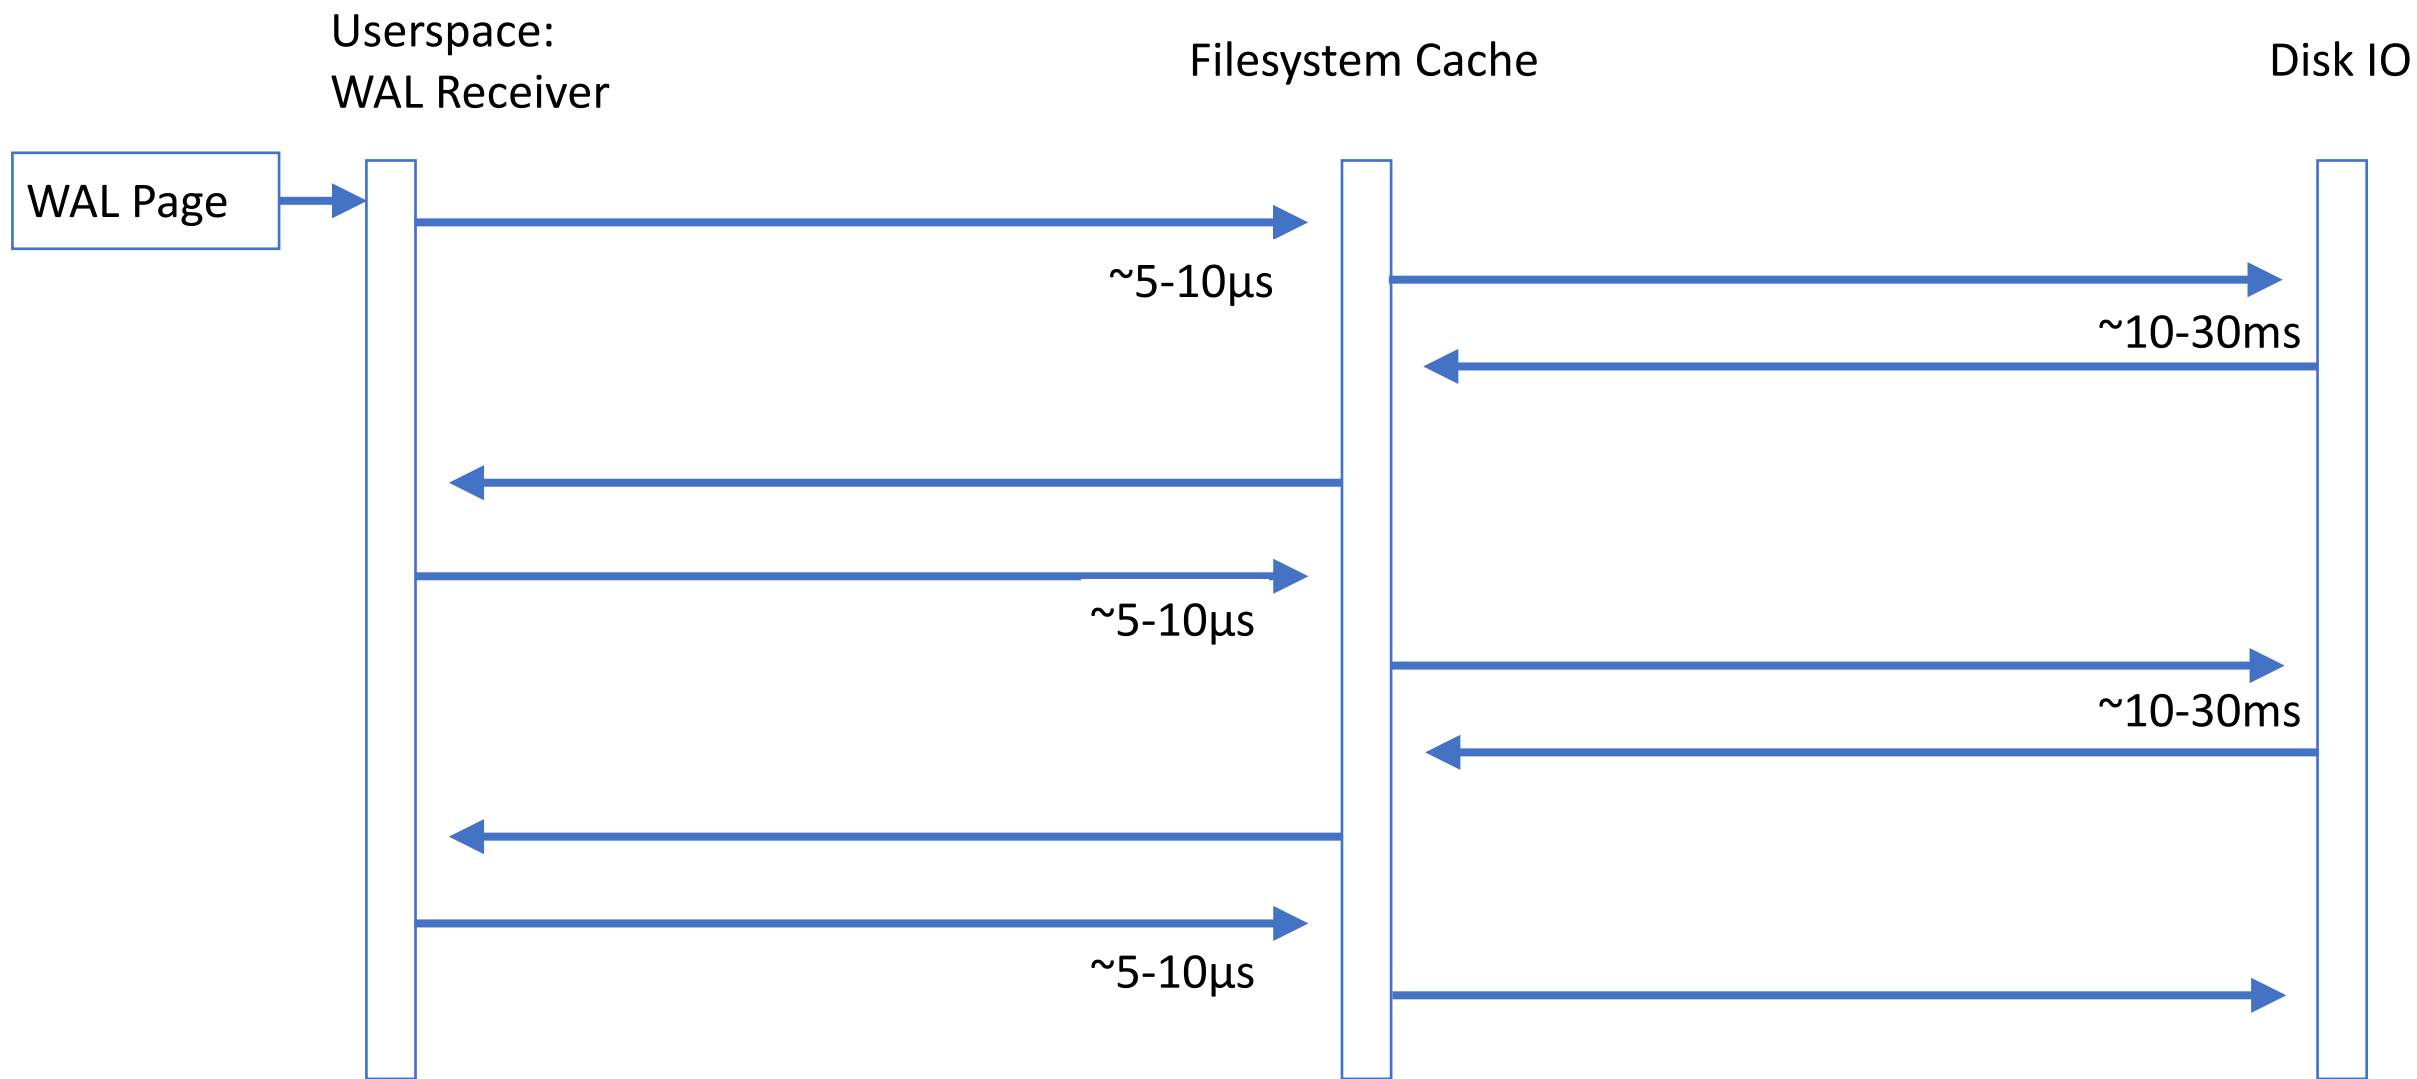 Userspace:
WAL Receiver
Filesystem Cache
Disk IO
WAL Page
~5-10µs
~10-30ms
~5-10µs
~10-30ms
~5-10µs